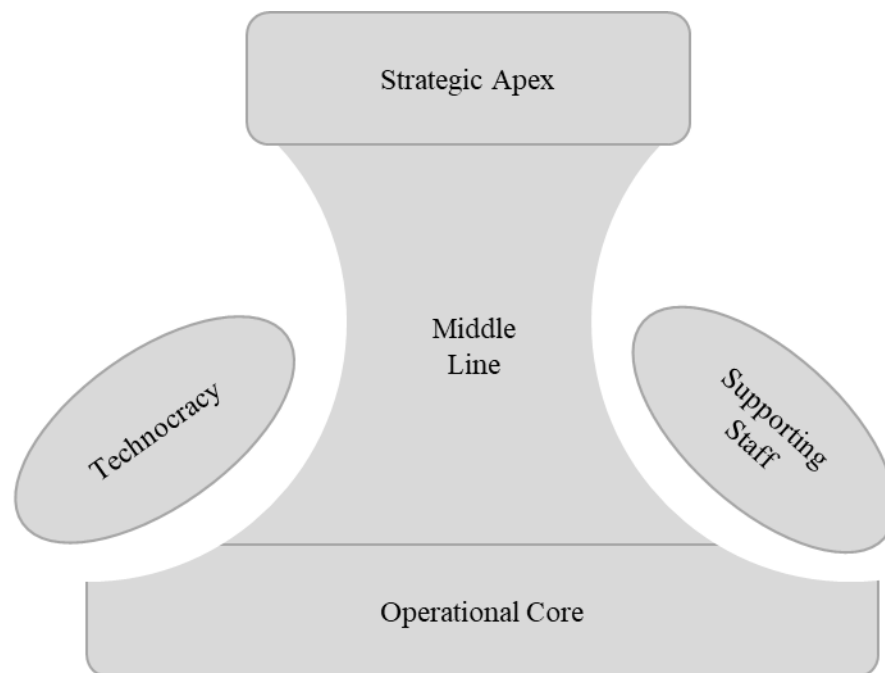 Strategic Apex
Middle
Line
Technocracy
Supporting
Staff
Operational Core